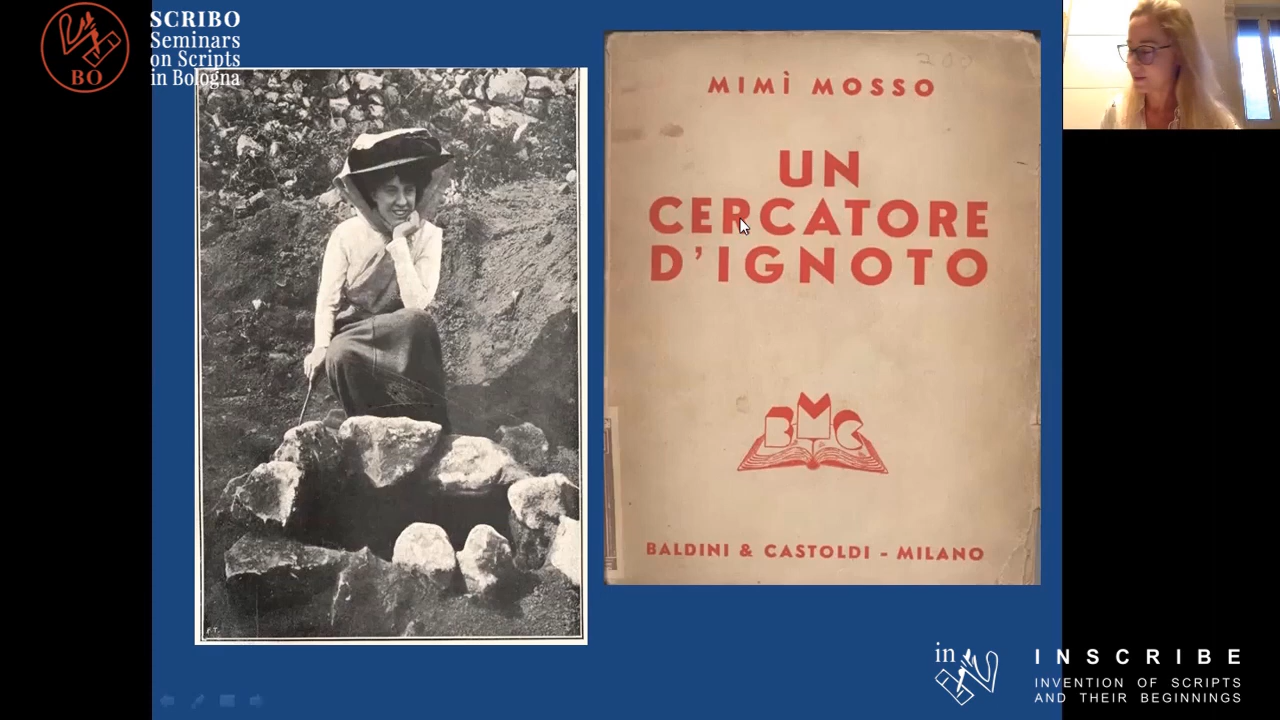 SCRIBO
Seminars
on Scripts
in Bologna
BO
MIMÌ MOSSO
UN
CERCATORE
D'IGNOTO
BMC
BALDINI & CASTOLDI - MILANO
in
INSCRIBE
INVENTION OF SCRIPTS
AND THEIR BEGINNINGS